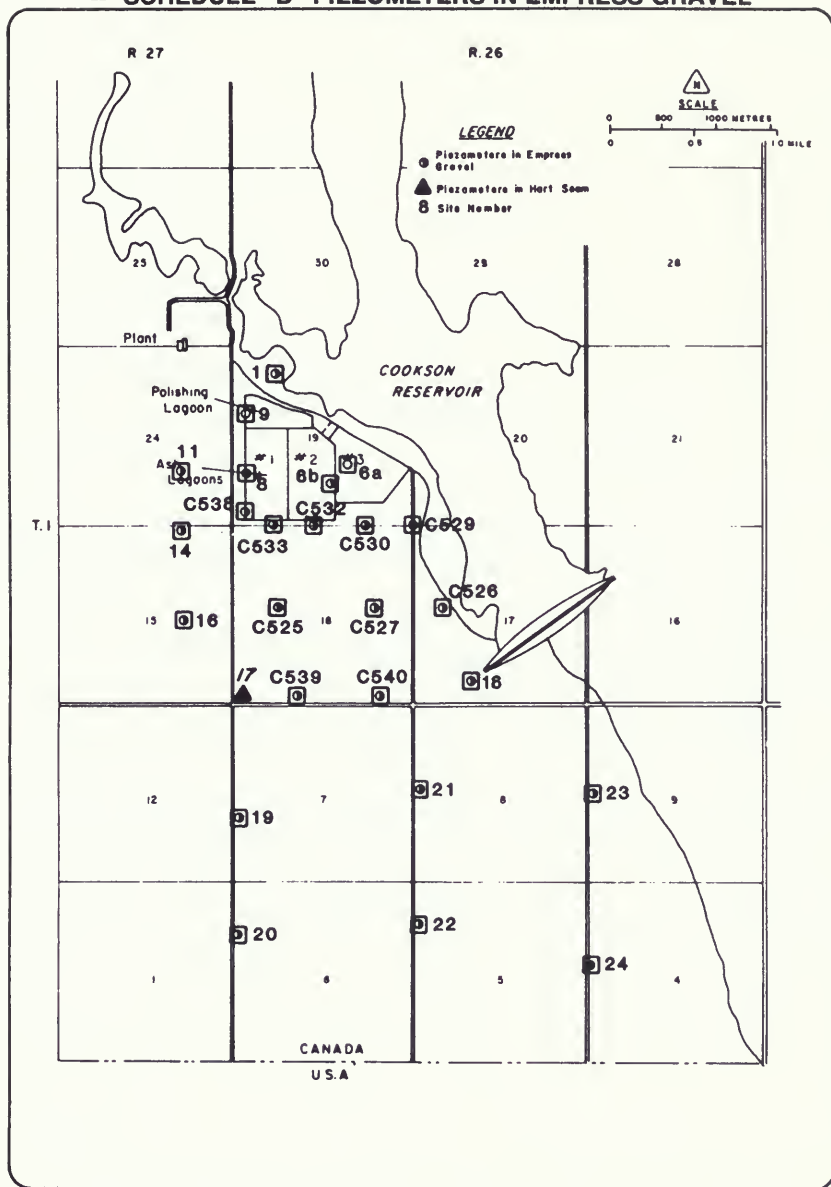 SCHEDULE "B" PIEZOMETERS IN EMPRESS GRAVEL
R 27
R.26
N
SCALE
0 500 1000 METRES
0 0.5 1.0 MILE
LEGEND
Piezometers in Empress
Gravel
Piezometers in Hart Seam
8 Site Number
25
30
29
28
Plant
1
COOKSON
RESERVOIR
Polishing
Lagoon
9
24
19
20
21
11
Ash
Lagoons
#1
#2
#3
8
6b
6a
C538
C532
T. I
14
C533
C530
C529
C526
16
C525
C527
15
18
17
16
17
C539
C540
18
12
7
21
8
23
9
19
20
22
24
1
6
5
4
CANADA
U.S.A